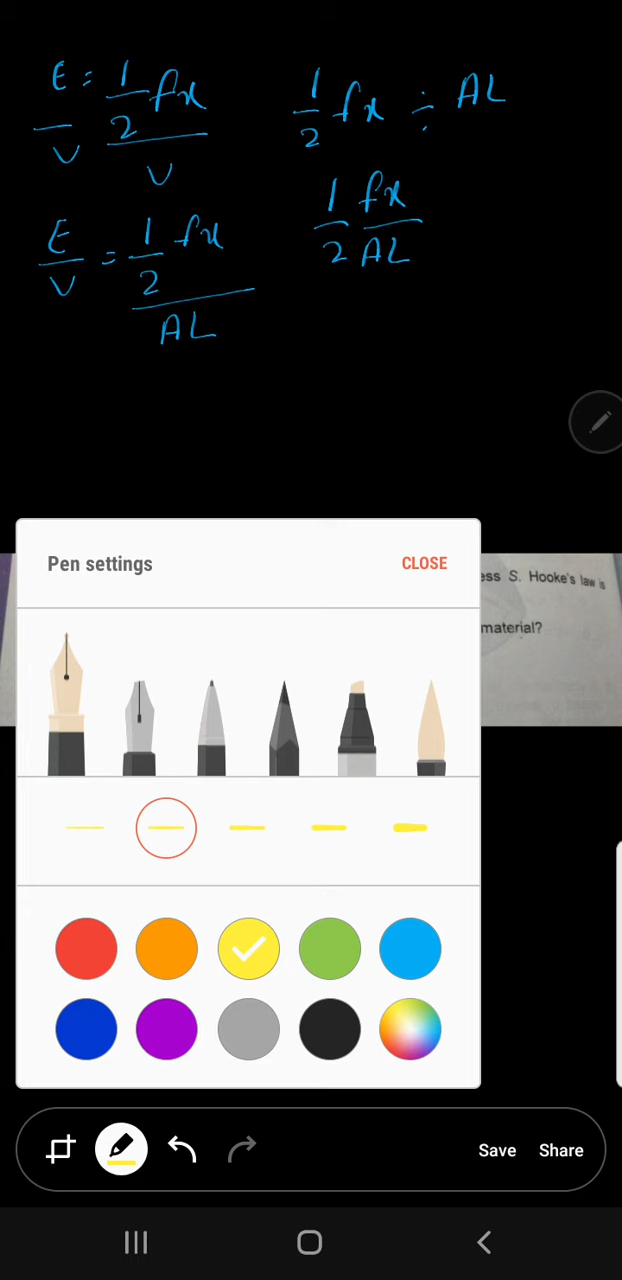 E = 1/2 fx / V
V
1/2 fx ÷ AL
E/V = 1/2 fx / AL
1/2 fx/AL
Pen settings
CLOSE
S. Hooke's law is
material?
Save
Share